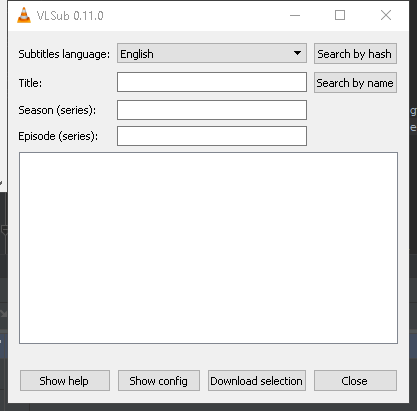 VLSub 0.11.0
Subtitles language: English Search by hash
Title: Search by name
Season (series):
Episode (series):
Show help Show config Download selection Close